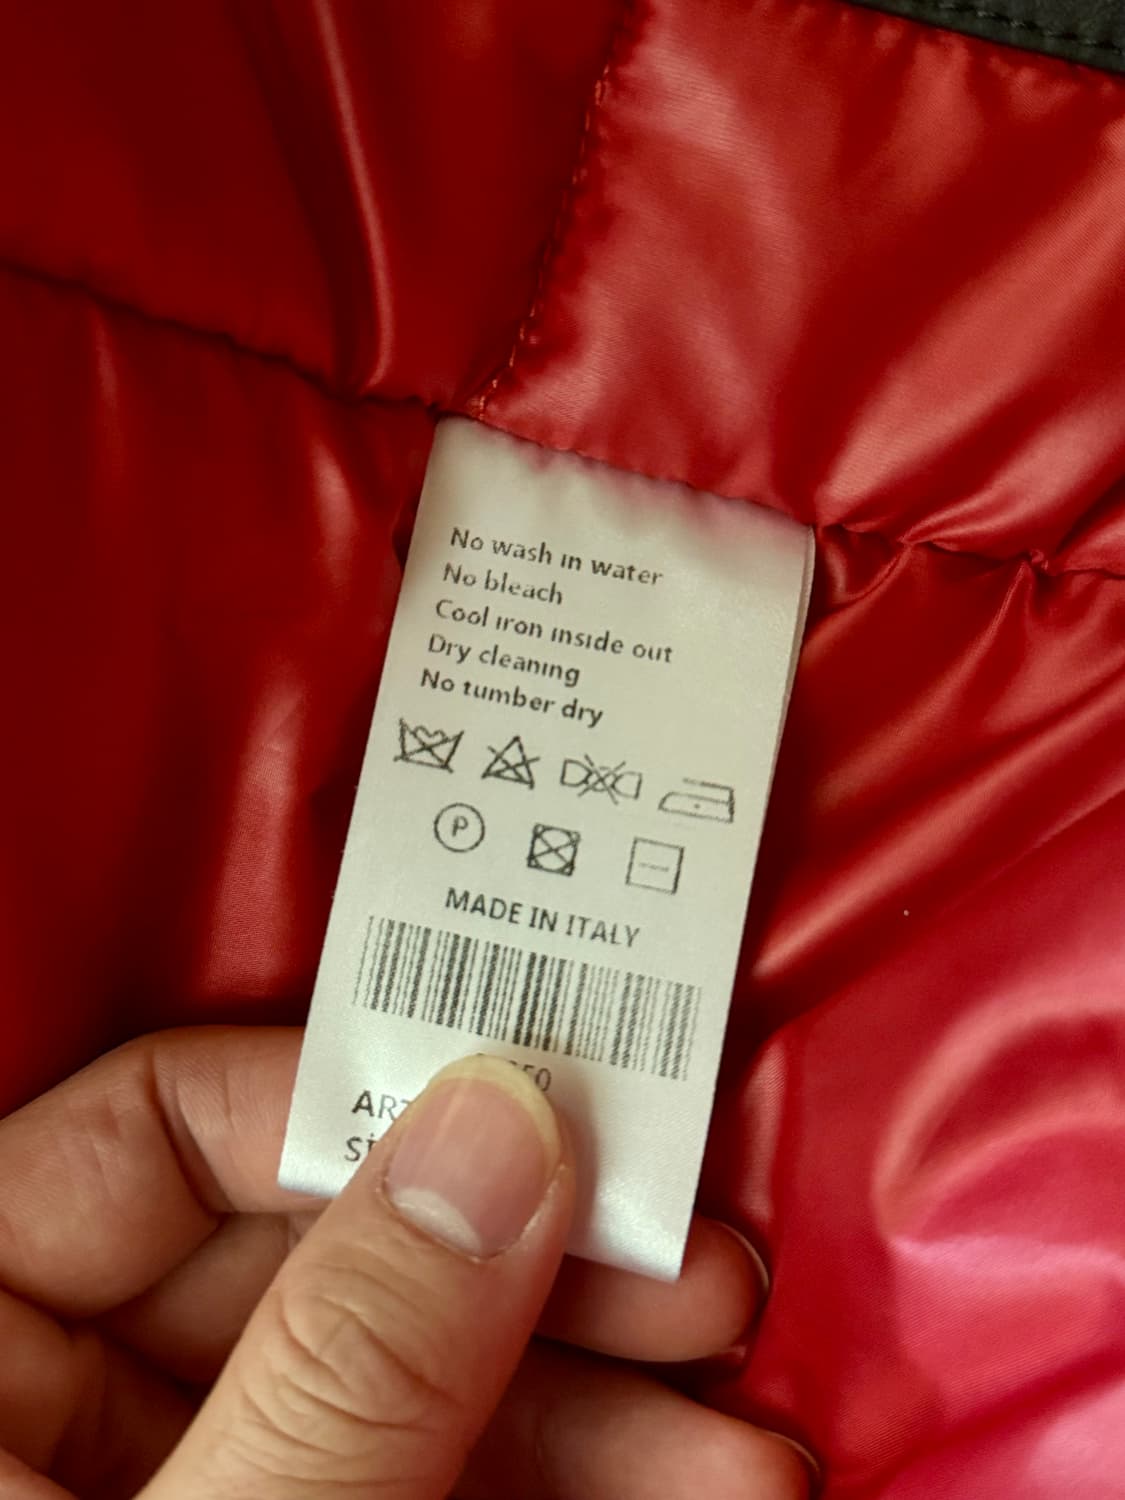 No wash in water
No bleach
Cool iron inside out
Dry cleaning
No tumber dry
P
MADE IN ITALY